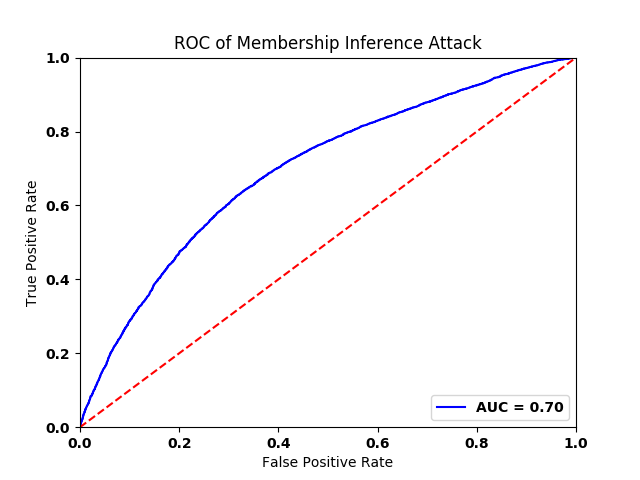 ROC of Membership Inference Attack
True Positive Rate
1.0
0.8
0.6
0.4
0.2
0.0
AUC = 0.70
0.0 0.2 0.4 0.6 0.8 1.0
False Positive Rate